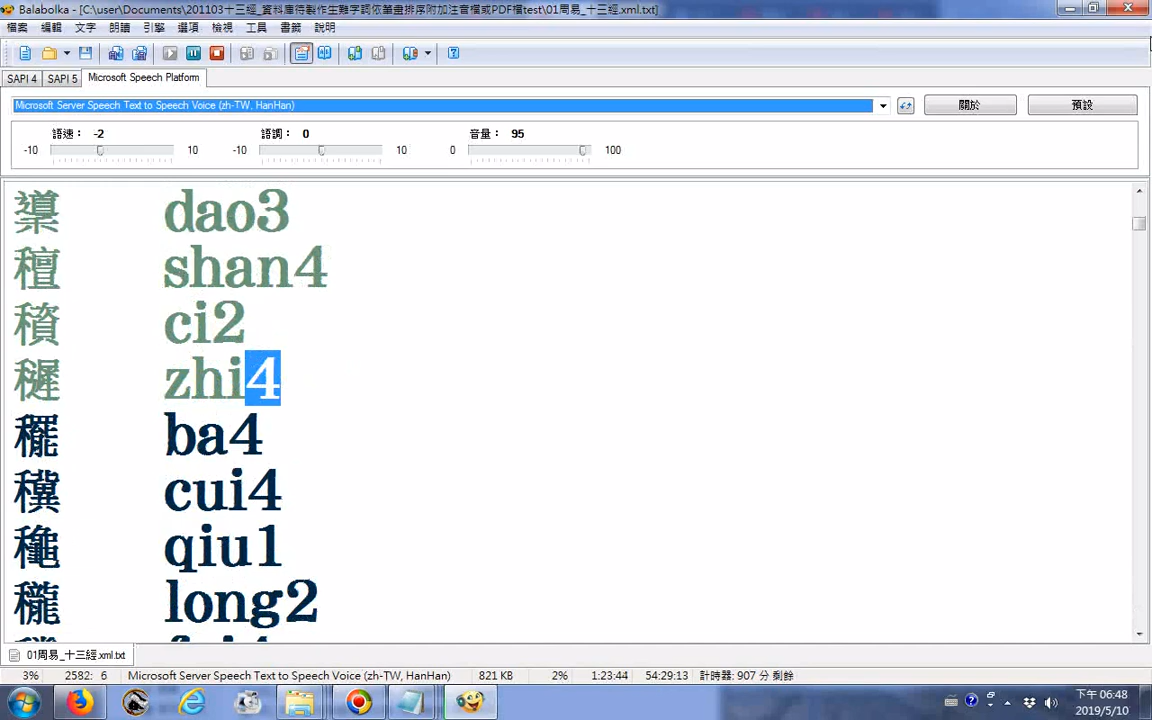 Balabolka - [C:\user\Documents\201103十三經_資料庫待製作生難字詞依筆畫排序附加注音檔或PDF檔test\01周易_十三經.xml.txt]
檔案 編輯 文字 朗讀 引擎 選項 檢視 工具 書籤 說明
SAPI 4 SAPI 5 Microsoft Speech Platform
Microsoft Server Speech Text to Speech Voice (zh-TW, HanHan) 關於 預設
語速： -2 語調： 0 音量： 95
-10 10 -10 10 0 100
dao3
shan4
ci2
zhi4
穲 ba4
cui4
龝 qiu1
long2
01周易_十三經.xml.txt
3% 2582: 6 Microsoft Server Speech Text to Speech Voice (zh-TW, HanHan) 821 KB 2% 1:23:44 54:29:13 計時器: 907 分 剩餘
下午 06:48
2019/5/10